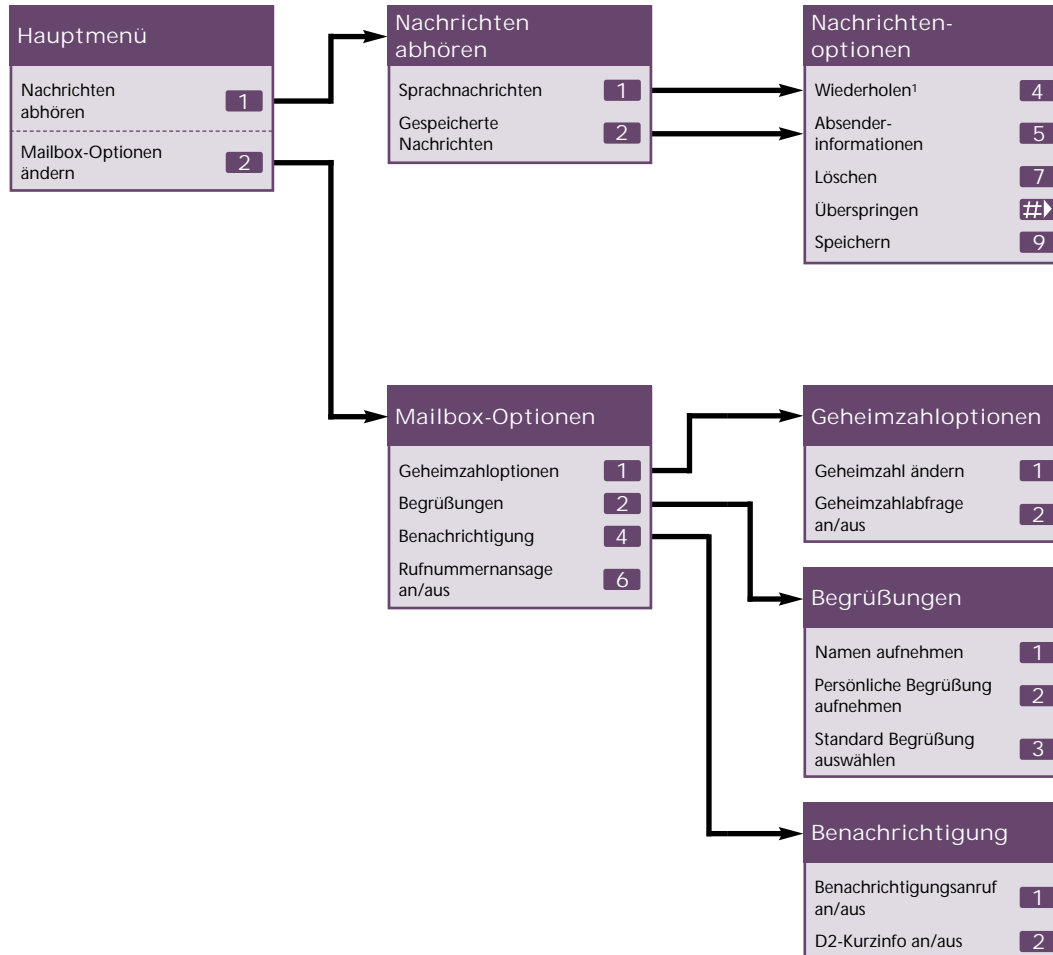 Hauptmenü
Nachrichten
abhören
1
Mailbox-Optionen
ändern
2
Nachrichten
abhören
Sprachnachrichten
1
Gespeicherte
Nachrichten
2
Nachrichten-
optionen
Wiederholen¹
4
Absender-
informationen
5
Löschen
7
Überspringen
#
Speichern
9
Mailbox-Optionen
Geheimzahloptionen
1
Begrüßungen
2
Benachrichtigung
4
Rufnummernansage
an/aus
6
Geheimzahloptionen
Geheimzahl ändern
1
Geheimzahlabfrage
an/aus
2
Begrüßungen
Namen aufnehmen
1
Persönliche Begrüßung
aufnehmen
2
Standard Begrüßung
auswählen
3
Benachrichtigung
Benachrichtigungsanruf
an/aus
1
D2-Kurzinfo an/aus
2